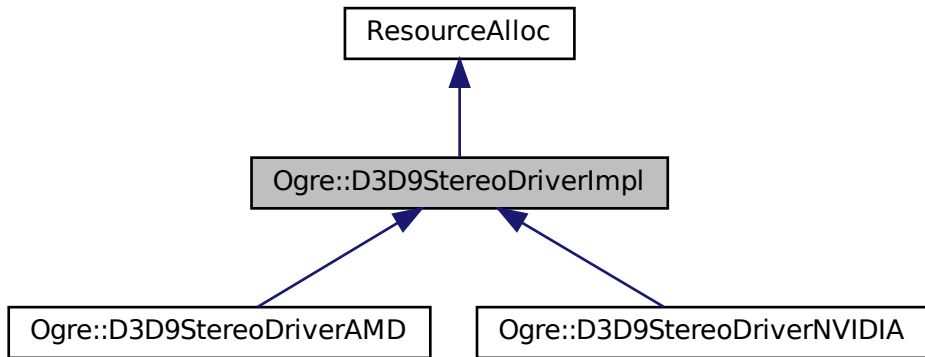 ResourceAlloc
Ogre::D3D9StereoDriverImpl
Ogre::D3D9StereoDriverAMD
Ogre::D3D9StereoDriverNVIDIA